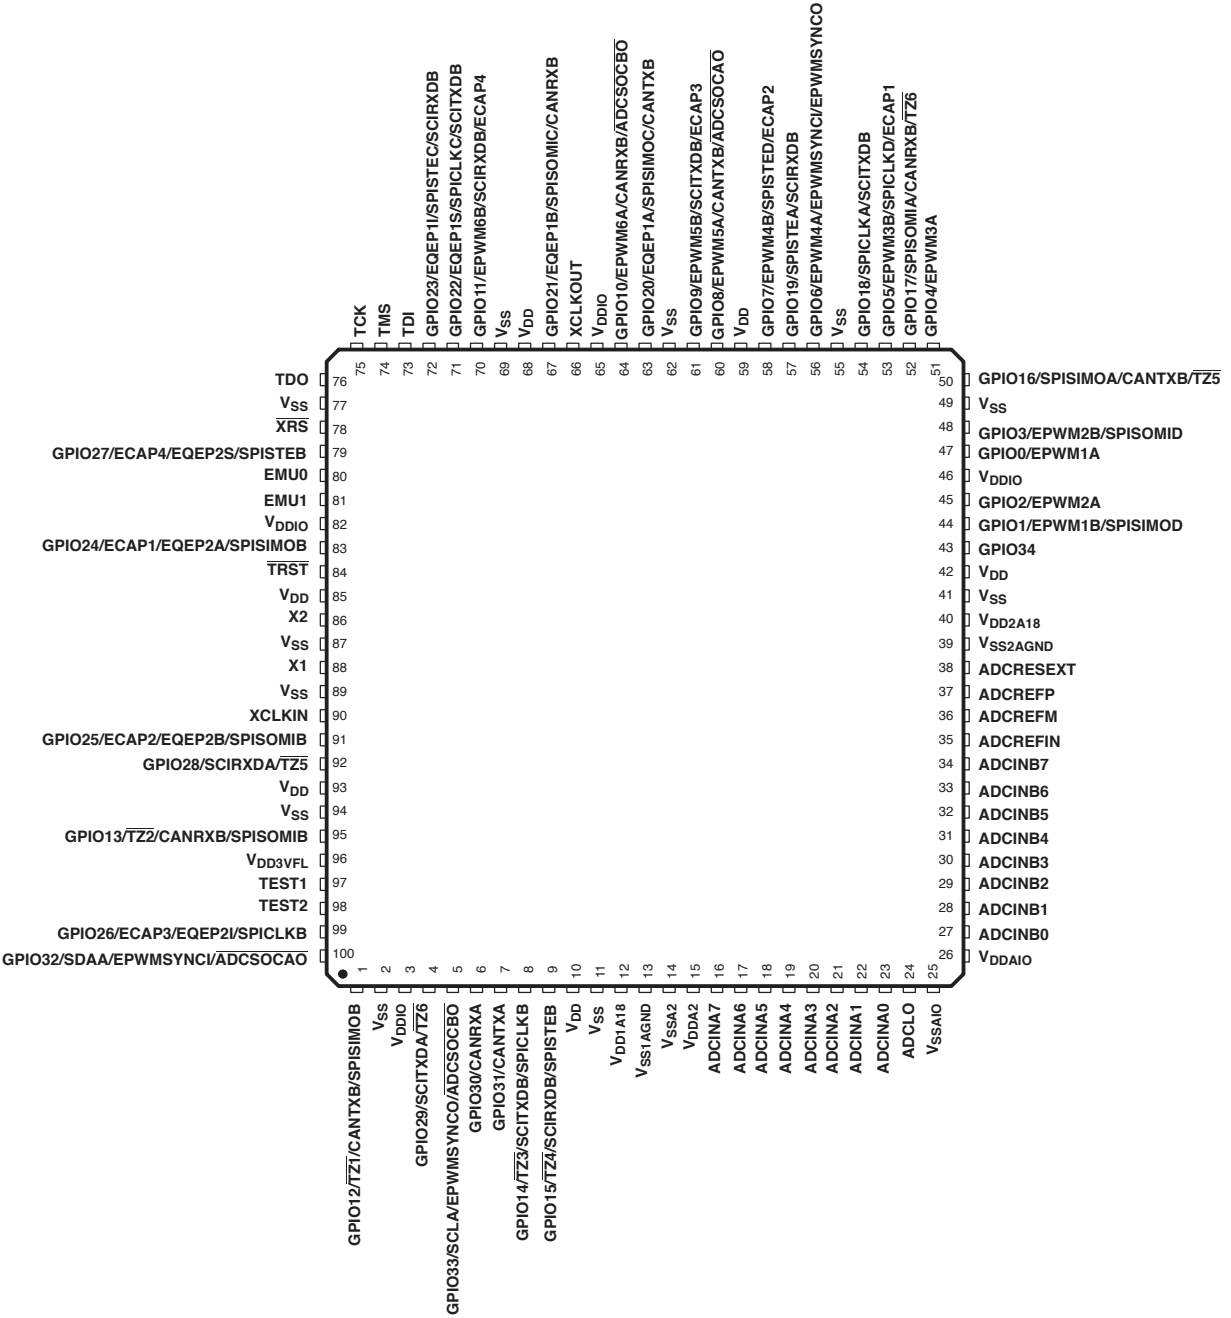 TCK
TMS
TDI
GPIO23/EQEP1I/SPISTEC/SCIRXDB
GPIO22/EQEP1S/SPICLKC/SCITXDB
GPIO11/EPWM6B/SCIRXDB/ECAP4
VSS
VDD
GPIO21/EQEP1B/SPISOMIC/CANRXB
XCLKOUT
VDDIO
GPIO10/EPWM6A/CANRXB/ADCSOCBO
GPIO20/EQEP1A/SPISIMOC/CANTXB
VSS
GPIO9/EPWM5B/SCITXDB/ECAP3
GPIO8/EPWM5A/CANTXB/ADCSOCAO
VDD
GPIO7/EPWM4B/SPISTED/ECAP2
GPIO19/SPISTEA/SCIRXDB
GPIO6/EPWM4A/EPWMSYNCI/EPWMSYNCO
VSS
GPIO18/SPICLKA/SCITXDB
GPIO5/EPWM3B/SPICLKD/ECAP1
GPIO17/SPISOMIA/CANRXB/TZ6
GPIO4/EPWM3A
75
74
73
72
71
70
69
68
67
66
65
64
63
62
61
60
59
58
57
56
55
54
53
52
51
TDO 76
VSS 77
XRS 78
GPIO27/ECAP4/EQEP2S/SPISTEB 79
EMU0 80
EMU1 81
VDDIO 82
GPIO24/ECAP1/EQEP2A/SPISIMOB 83
TRST 84
VDD 85
X2 86
VSS 87
X1 88
VSS 89
XCLKIN 90
GPIO25/ECAP2/EQEP2B/SPISOMIB 91
GPIO28/SCIRXDA/TZ5 92
VDD 93
VSS 94
GPIO13/TZ2/CANRXB/SPISOMIB 95
VDD3VFL 96
TEST1 97
TEST2 98
GPIO26/ECAP3/EQEP2I/SPICLKB 99
GPIO32/SDAA/EPWMSYNCI/ADCSOCAO 100
50 GPIO16/SPISIMOA/CANTXB/TZ5
49 VSS
48 GPIO3/EPWM2B/SPISOMID
47 GPIO0/EPWM1A
46 VDDIO
45 GPIO2/EPWM2A
44 GPIO1/EPWM1B/SPISIMOD
43 GPIO34
42 VDD
41 VSS
40 VDD2A18
39 VSS2AGND
38 ADCRESEXT
37 ADCREFP
36 ADCREFM
35 ADCREFIN
34 ADCINB7
33 ADCINB6
32 ADCINB5
31 ADCINB4
30 ADCINB3
29 ADCINB2
28 ADCINB1
27 ADCINB0
26 VDDAIO
1
2
3
4
5
6
7
8
9
10
11
12
13
14
15
16
17
18
19
20
21
22
23
24
25
GPIO12/TZ1/CANTXB/SPISIMOB
VSS
VDDIO
GPIO29/SCITXDA/TZ6
GPIO33/SCLA/EPWMSYNCO/ADCSOCBO
GPIO30/CANRXA
GPIO31/CANTXA
GPIO14/TZ3/SCITXDB/SPICLKB
GPIO15/TZ4/SCIRXDB/SPISTEB
VDD
VSS
VDD1A18
VSS1AGND
VSSA2
VDDA2
ADCINA7
ADCINA6
ADCINA5
ADCINA4
ADCINA3
ADCINA2
ADCINA1
ADCINA0
ADCLO
VSSAIO